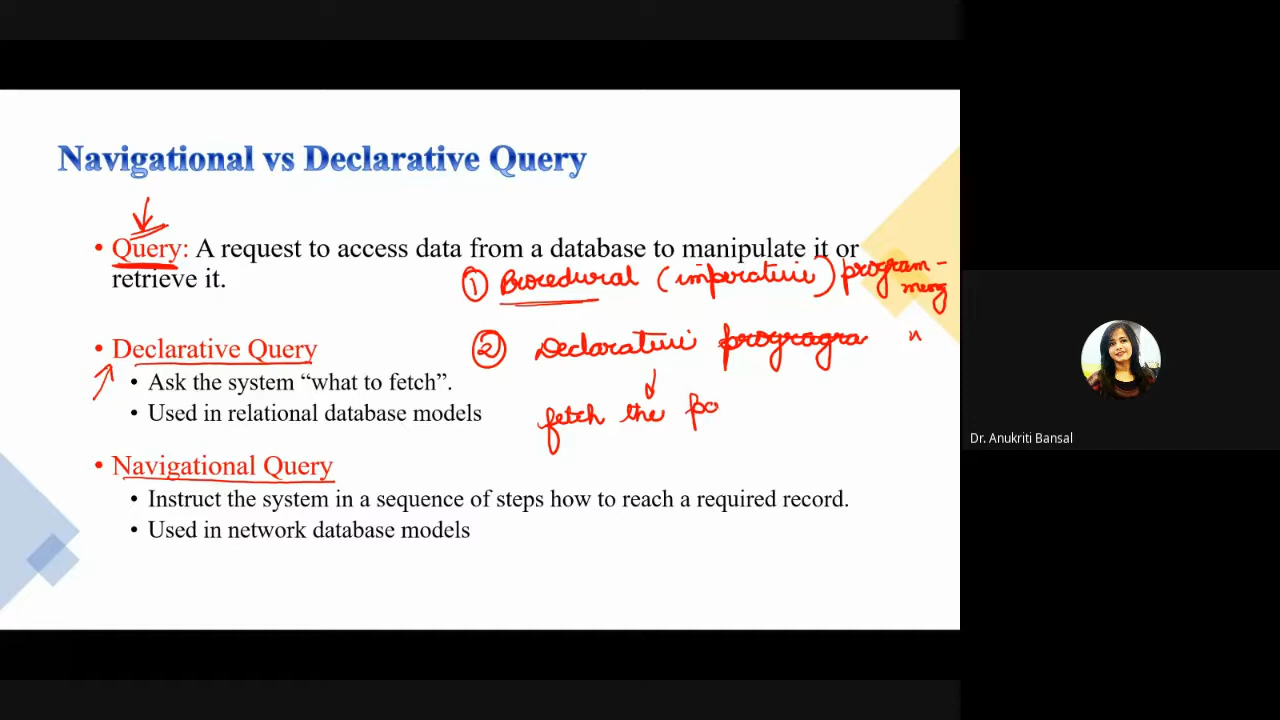 Navigational vs Declarative Query
• Query: A request to access data from a database to manipulate it or
retrieve it.
① Procedural (imperative) program-
ming
• Declarative Query
② Declarative progragra "
• Ask the system “what to fetch”.
• Used in relational database models
fetch the po
• Navigational Query
• Instruct the system in a sequence of steps how to reach a required record.
• Used in network database models
Dr. Anukriti Bansal